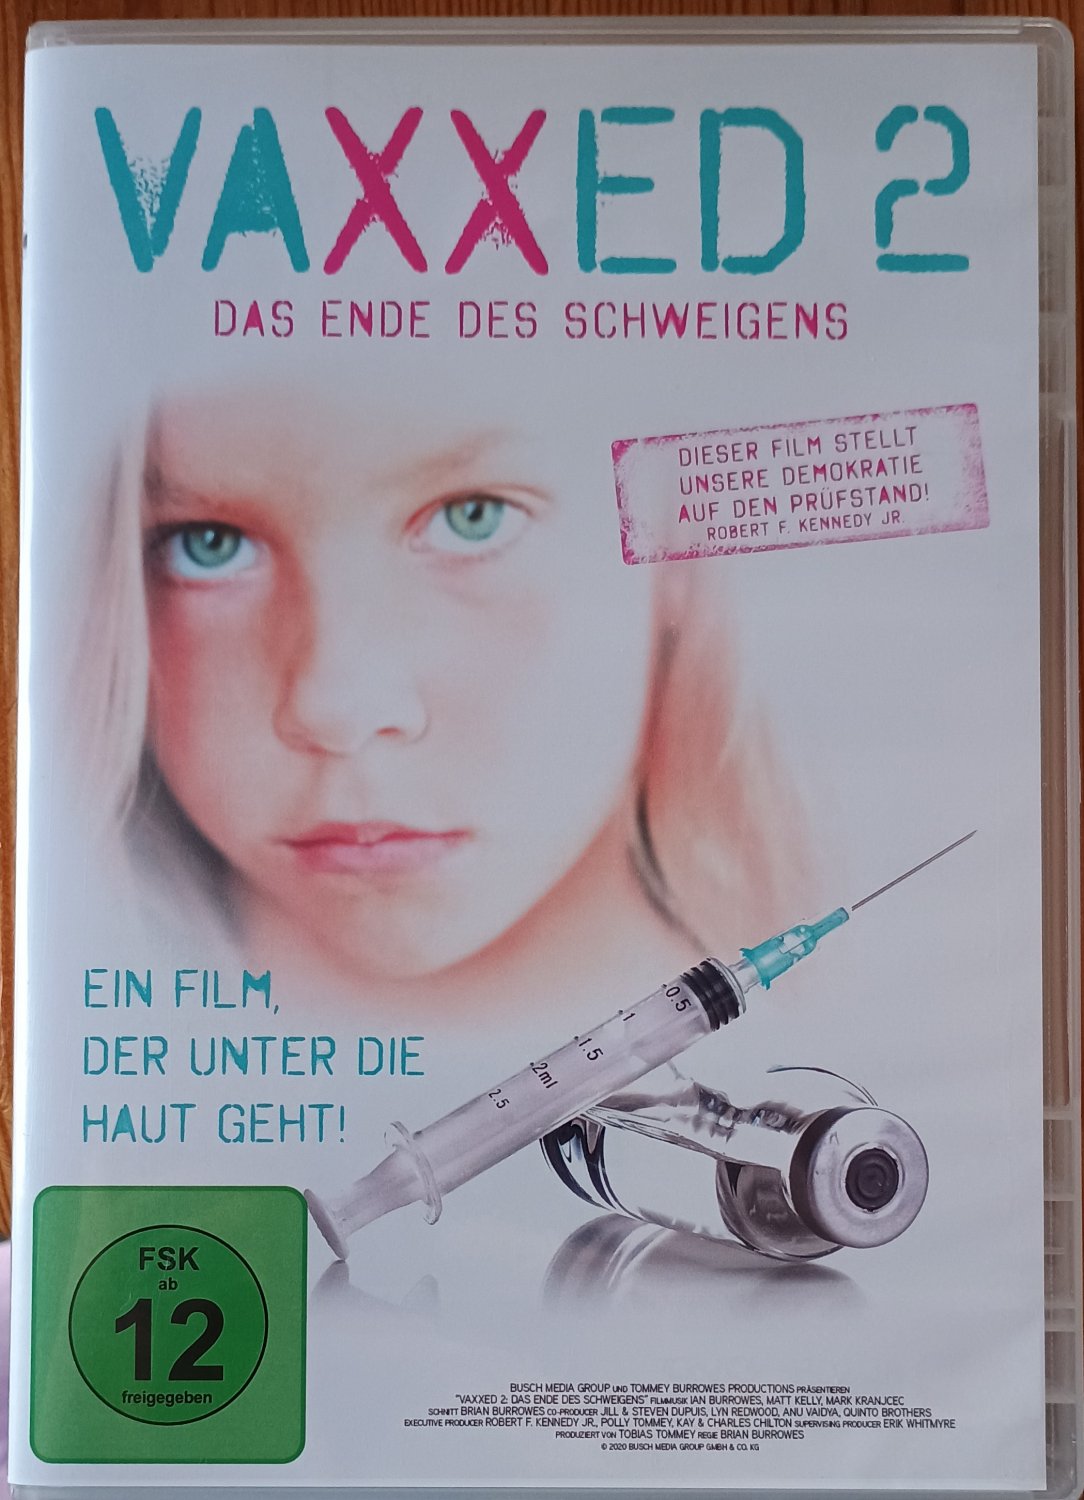 VAXXED 2
DAS ENDE DES SCHWEIGENS
DIESER FILM STELLT
UNSERE DEMOKRATIE
AUF DEN PRÜFSTAND!
ROBERT F. KENNEDY JR.
0.5
1
1.5
2ml
2.5
EIN FILM,
DER UNTER DIE
HAUT GEHT!
FSK
ab
12
freigegeben
BUSCH MEDIA GROUP UND TOMMEY BURROWES PRODUCTIONS PRÄSENTIEREN
"VAXXED 2: DAS ENDE DES SCHWEIGENS" FILMMUSIK IAN BURROWES, MATT KELLY, MARK KRANJCEC
SCHNITT BRIAN BURROWES CO-PRODUCER JILL & STEVEN DUPUIS, LYN REDWOOD, ANU VAIDYA, QUINTO BROTHERS
EXECUTIVE PRODUCER ROBERT F. KENNEDY JR., POLLY TOMMEY, KAY & CHARLES CHILTON SUPERVISING PRODUCER ERIK WHITMYRE
PRODUZIERT VON TOBIAS TOMMEY REGIE BRIAN BURROWES
© 2020 BUSCH MEDIA GROUP GMBH & CO. KG